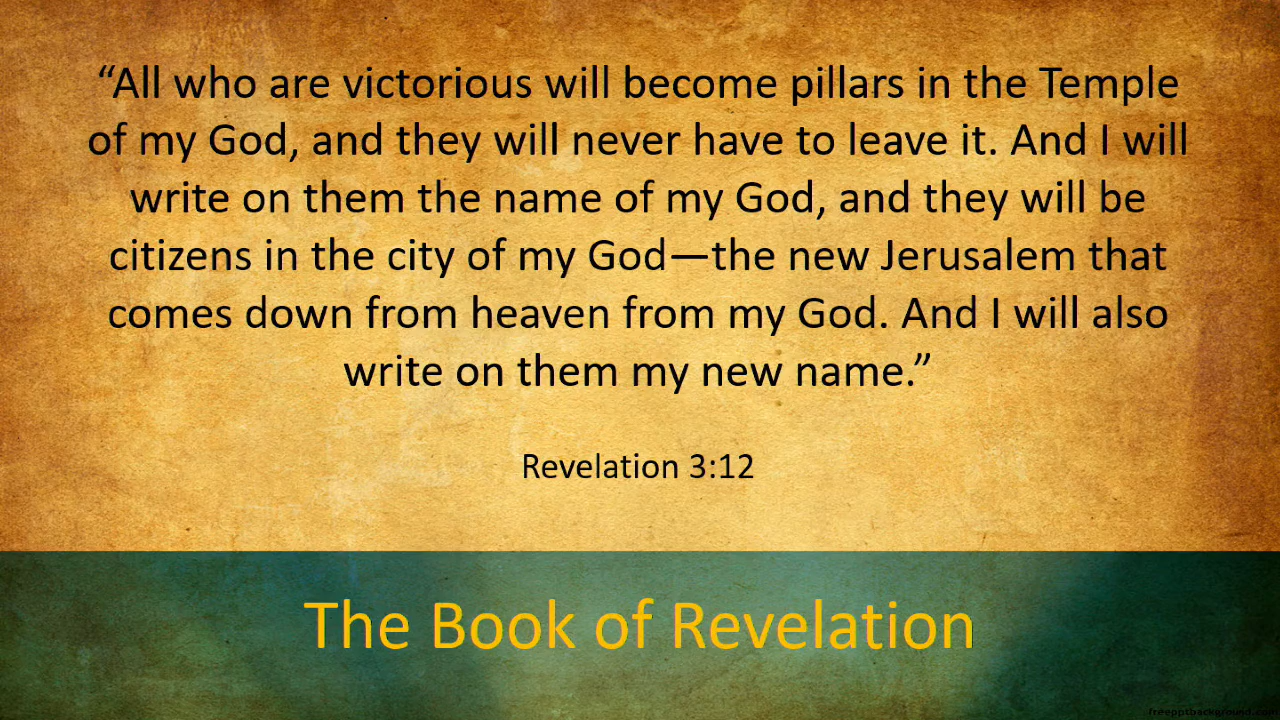 “All who are victorious will become pillars in the Temple
of my God, and they will never have to leave it. And I will
write on them the name of my God, and they will be
citizens in the city of my God—the new Jerusalem that
comes down from heaven from my God. And I will also
write on them my new name.”
Revelation 3:12
The Book of Revelation
freepptbackground.com